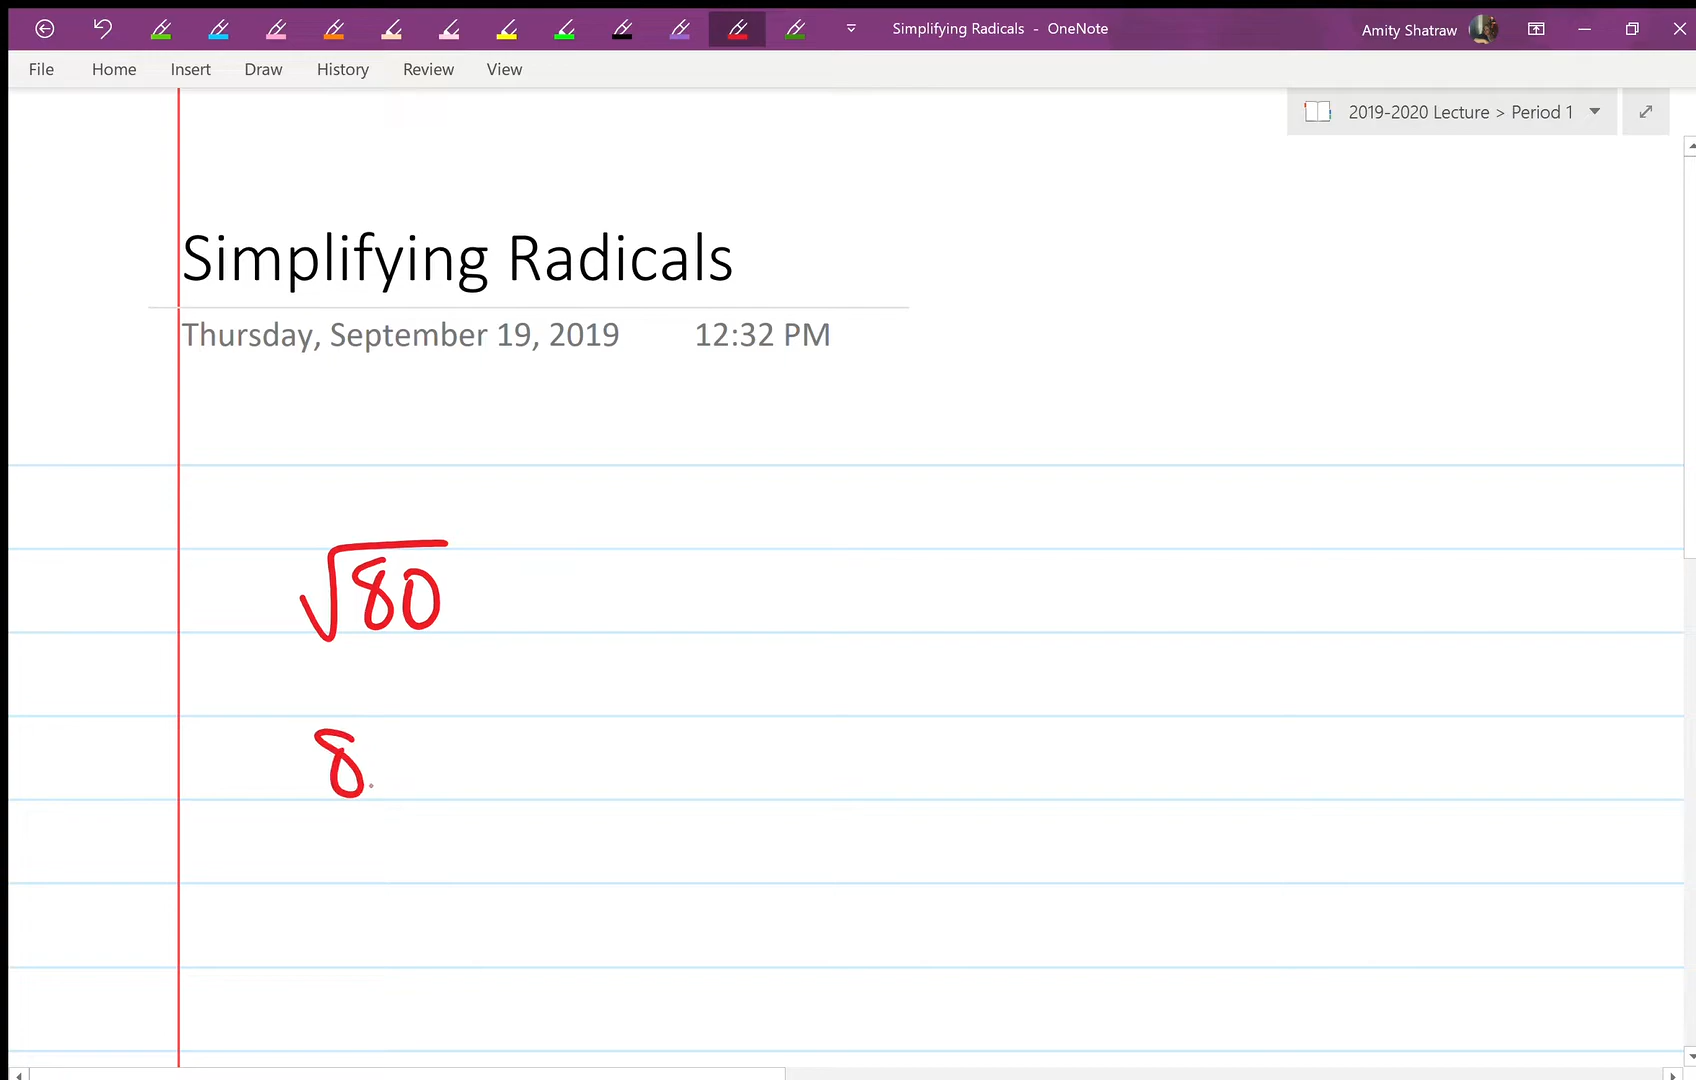 Simplifying Radicals - OneNote
Amity Shatraw
File Home Insert Draw History Review View
2019-2020 Lecture > Period 1
Simplifying Radicals
Thursday, September 19, 2019 12:32 PM
√80
8.